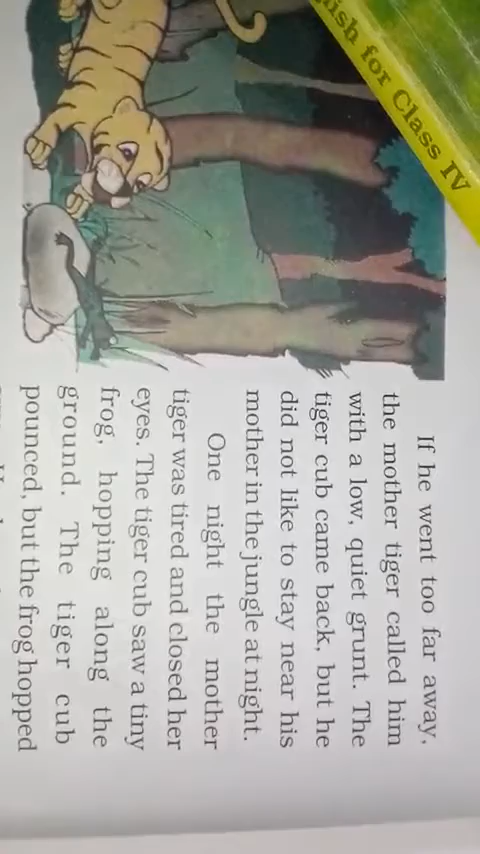 ish for Class IV
If he went too far away,
the mother tiger called him
with a low, quiet grunt. The
tiger cub came back, but he
did not like to stay near his
mother in the jungle at night.
One night the mother
tiger was tired and closed her
eyes. The tiger cub saw a tiny
frog, hopping along the
ground. The tiger cub
pounced, but the frog hopped